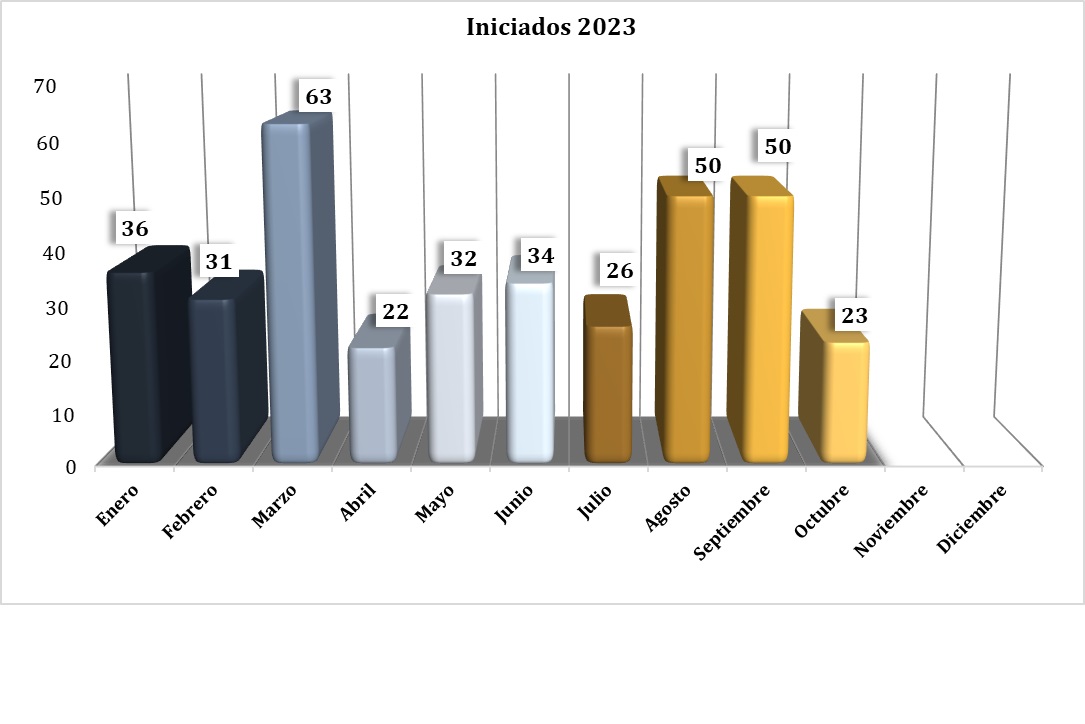 Iniciados 2023
70
60
50
40
30
20
10
0
36
31
63
22
32
34
26
50
50
23
Enero
Febrero
Marzo
Abril
Mayo
Junio
Julio
Agosto
Septiembre
Octubre
Noviembre
Diciembre